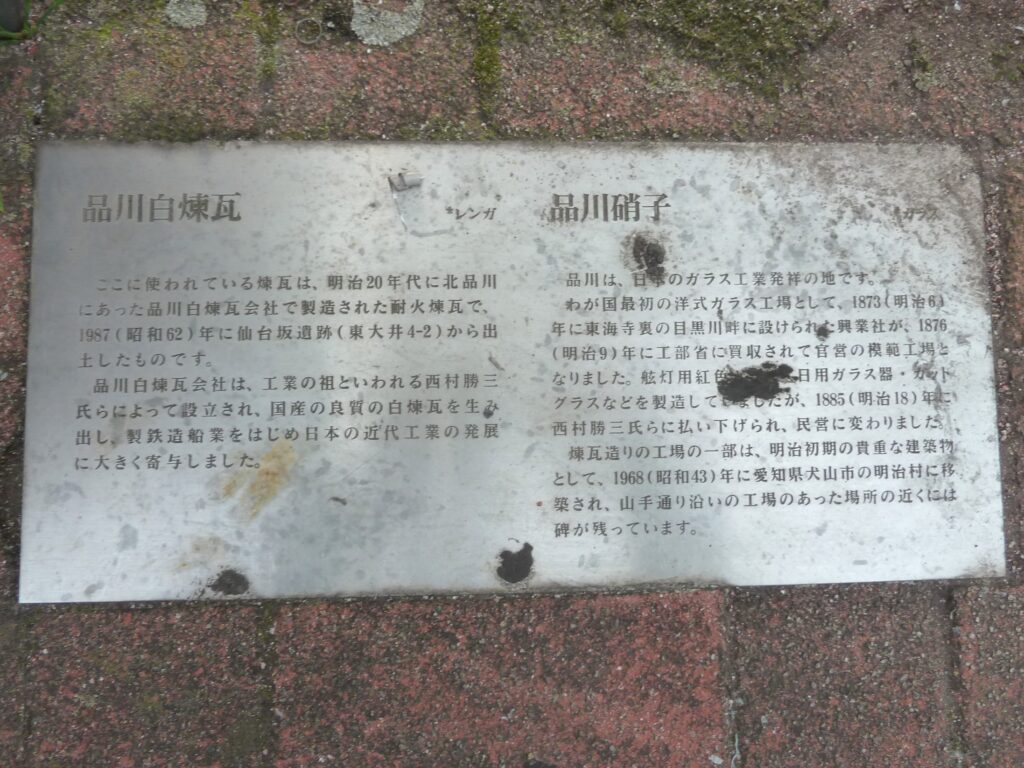 品川白煉瓦 *レンガ
ここに使われている煉瓦は、明治20年代に北品川
にあった品川白煉瓦会社で製造された耐火煉瓦で、
1987(昭和62)年に仙台坂遺跡(東大井4-2)から出
土したものです。
品川白煉瓦会社は、工業の祖といわれる西村勝三
氏らによって設立され、国産の良質の白煉瓦を生み
出し、製鉄造船業をはじめ日本の近代工業の発展
に大きく寄与しました。
品川硝子 *ガラス
品川は、日本のガラス工業発祥の地です。
わが国最初の洋式ガラス工場として、1873(明治6)
年に東海寺裏の目黒川畔に設けられた興業社が、1876
(明治9)年に工部省に買収されて官営の模範工場と
なりました。舷灯用紅色 日用ガラス器・カット
グラスなどを製造していましたが、1885(明治18)年に
西村勝三氏らに払い下げられ、民営に変わりました。
煉瓦造りの工場の一部は、明治初期の貴重な建築物
として、1968(昭和43)年に愛知県犬山市の明治村に移
築され、山手通り沿いの工場のあった場所の近くには
碑が残っています。